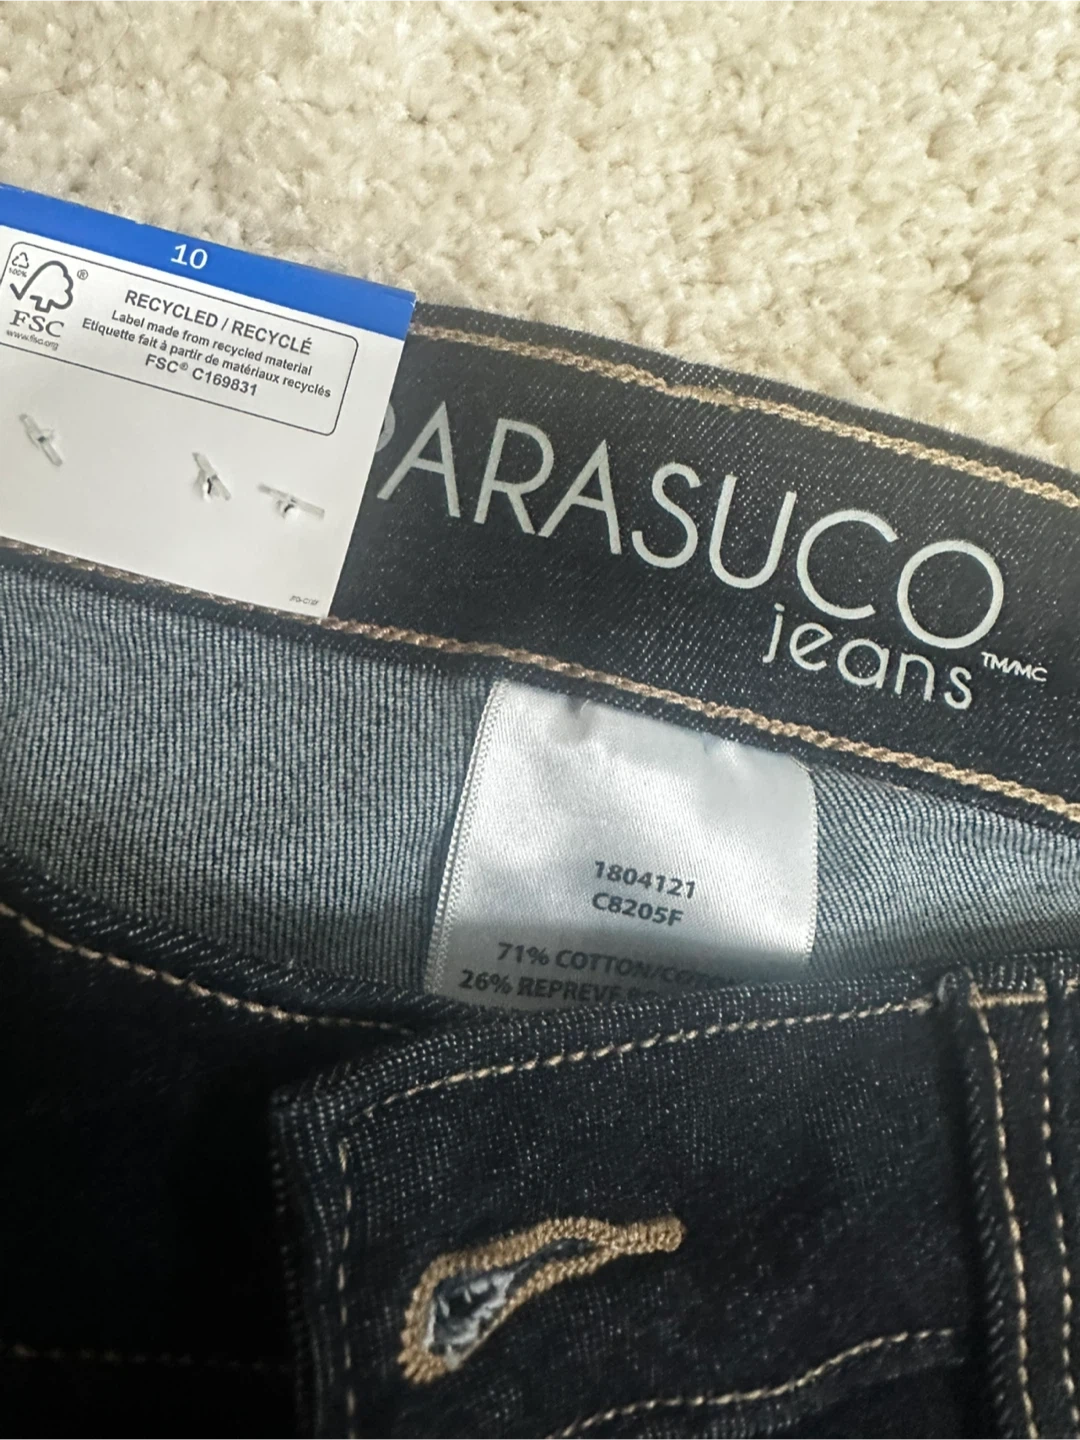 10
100%
®
FSC
www.fsc.org
RECYCLED / RECYCLÉ
Label made from recycled material
Etiquette fait à partir de matériaux recyclés
FSC® C169831
PARASUCO
jeans TM/MC
1804121
C8205F
71% COTTON/
26% REPREVE